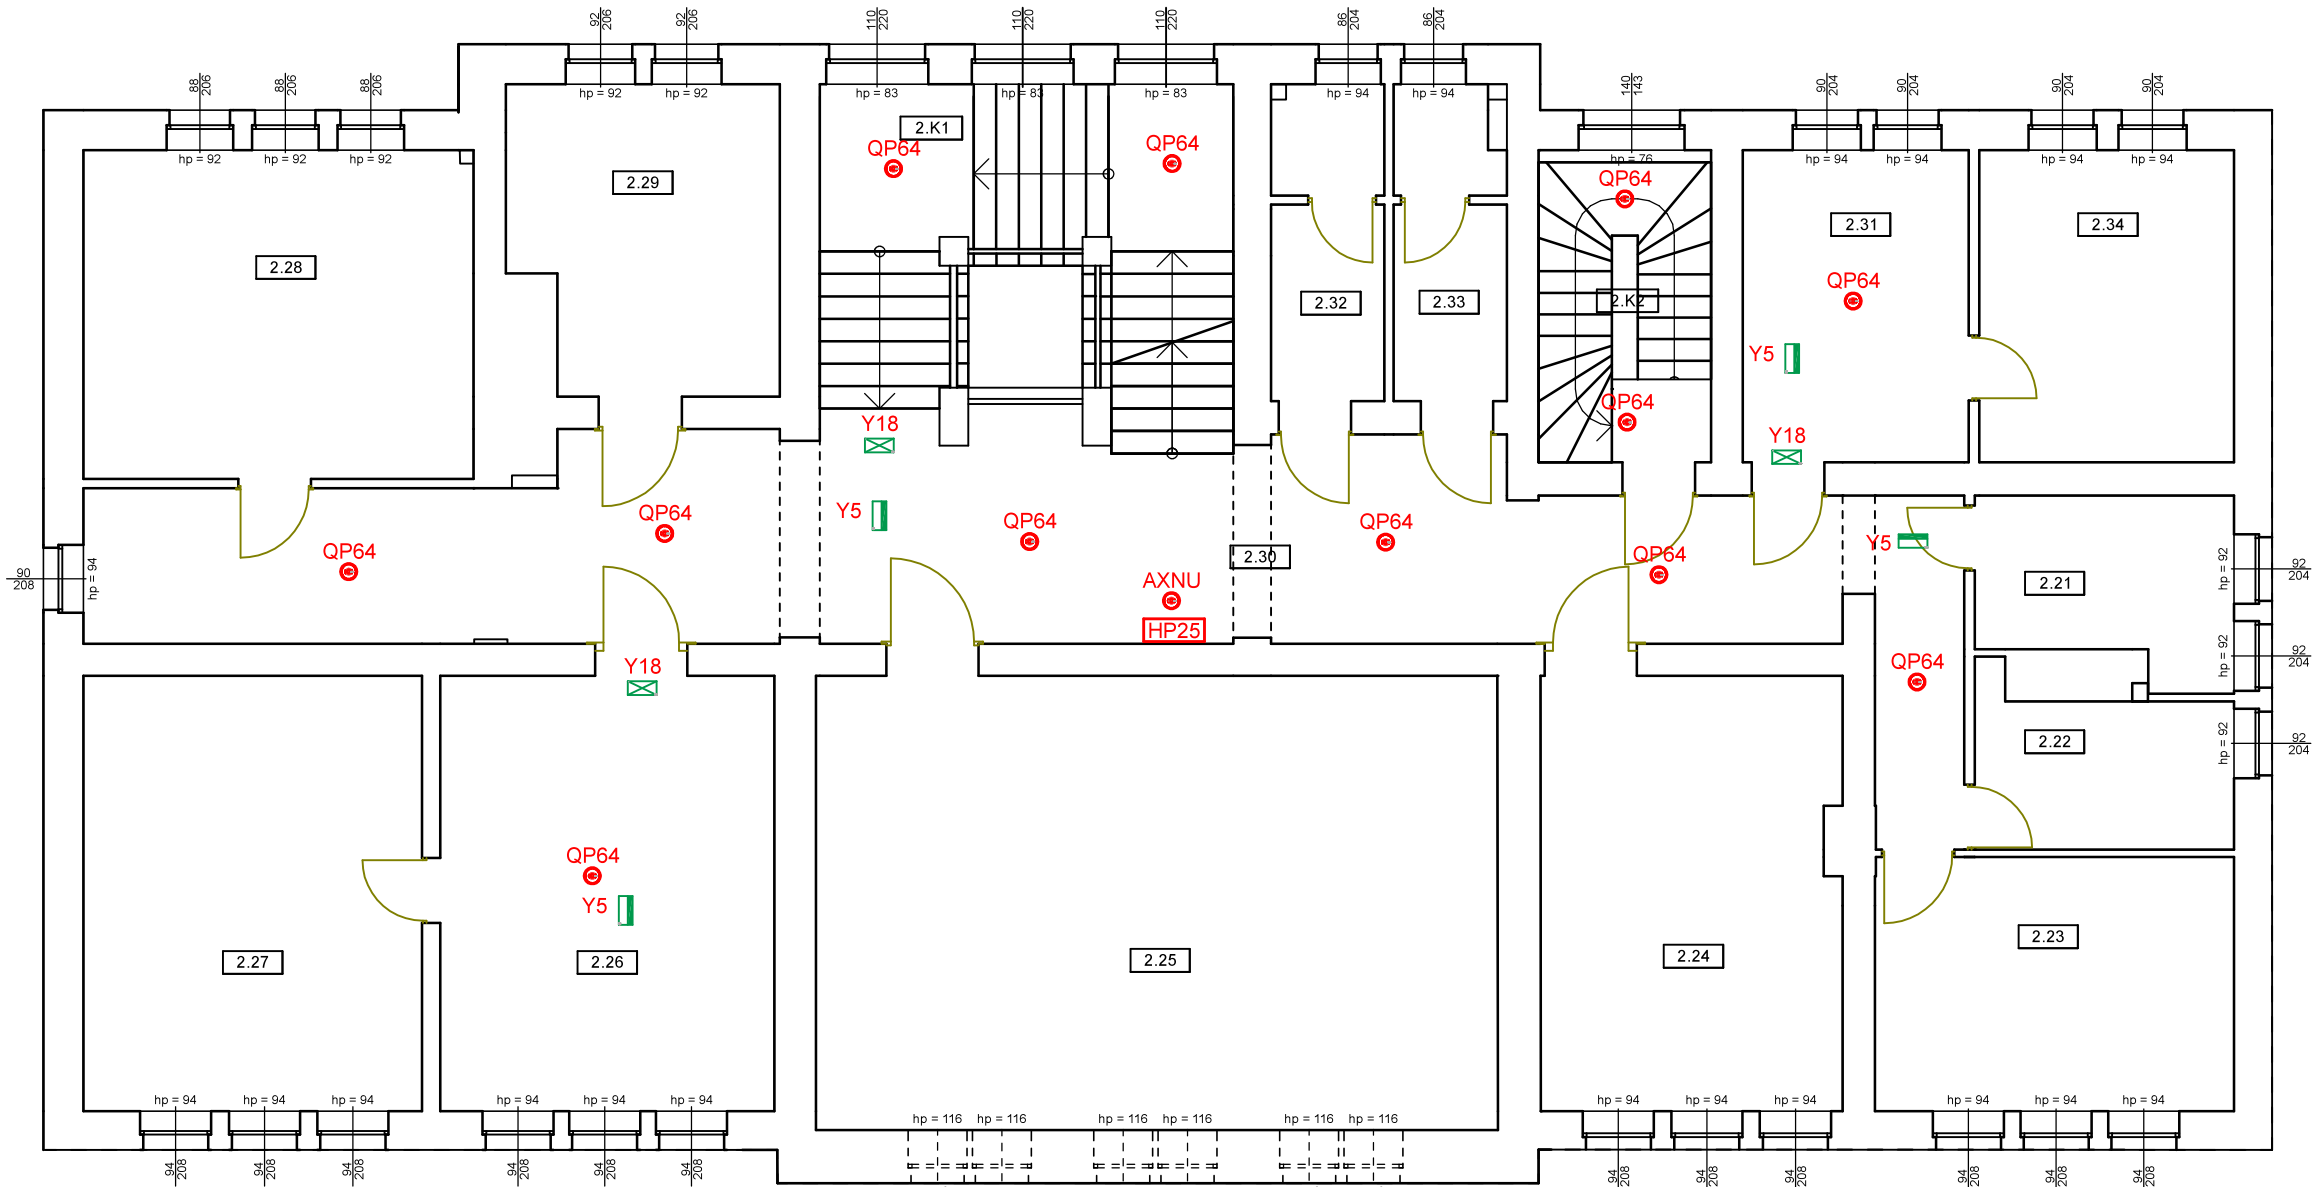 92
206
92
206
110
220
110
220
110
220
86
204
86
204
88
206
88
206
88
206
140
143
90
204
90
204
90
204
90
204
hp = 92
hp = 92
hp = 83
hp = 83
hp = 83
hp = 94
hp = 94
hp = 92
hp = 92
hp = 92
hp = 76
hp = 94
hp = 94
hp = 94
hp = 94
2.K1
QP64
QP64
2.29
QP64
2.31
2.34
2.28
QP64
2.32
2.33
2.K2
Y5
QP64
Y18
Y18
Y5
QP64
QP64
QP64
QP64
2.30
QP64
Y5
90
208
hp = 94
AXNU
HP25
2.21
hp = 92
92
204
hp = 92
92
204
Y18
QP64
2.22
hp = 92
92
204
QP64
Y5
2.27
2.26
2.25
2.24
2.23
hp = 94
hp = 94
hp = 94
hp = 94
hp = 94
hp = 94
hp = 116
hp = 116
hp = 116
hp = 116
hp = 116
hp = 116
hp = 94
hp = 94
hp = 94
hp = 94
hp = 94
hp = 94
94
208
94
208
94
208
94
208
94
208
94
208
94
208
94
208
94
208
94
208
94
208
94
208